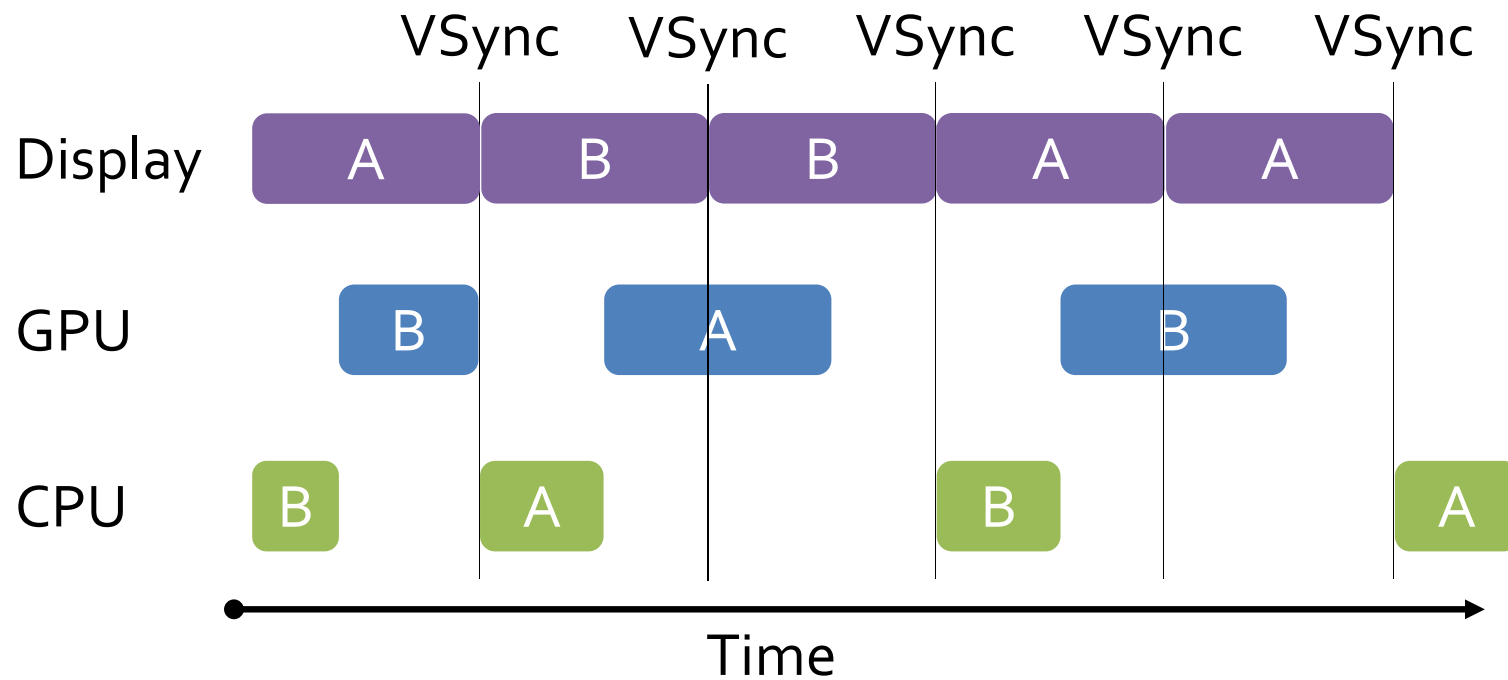 VSync VSync VSync VSync VSync
Display A B B A A
GPU B A B
CPU B A B A
Time